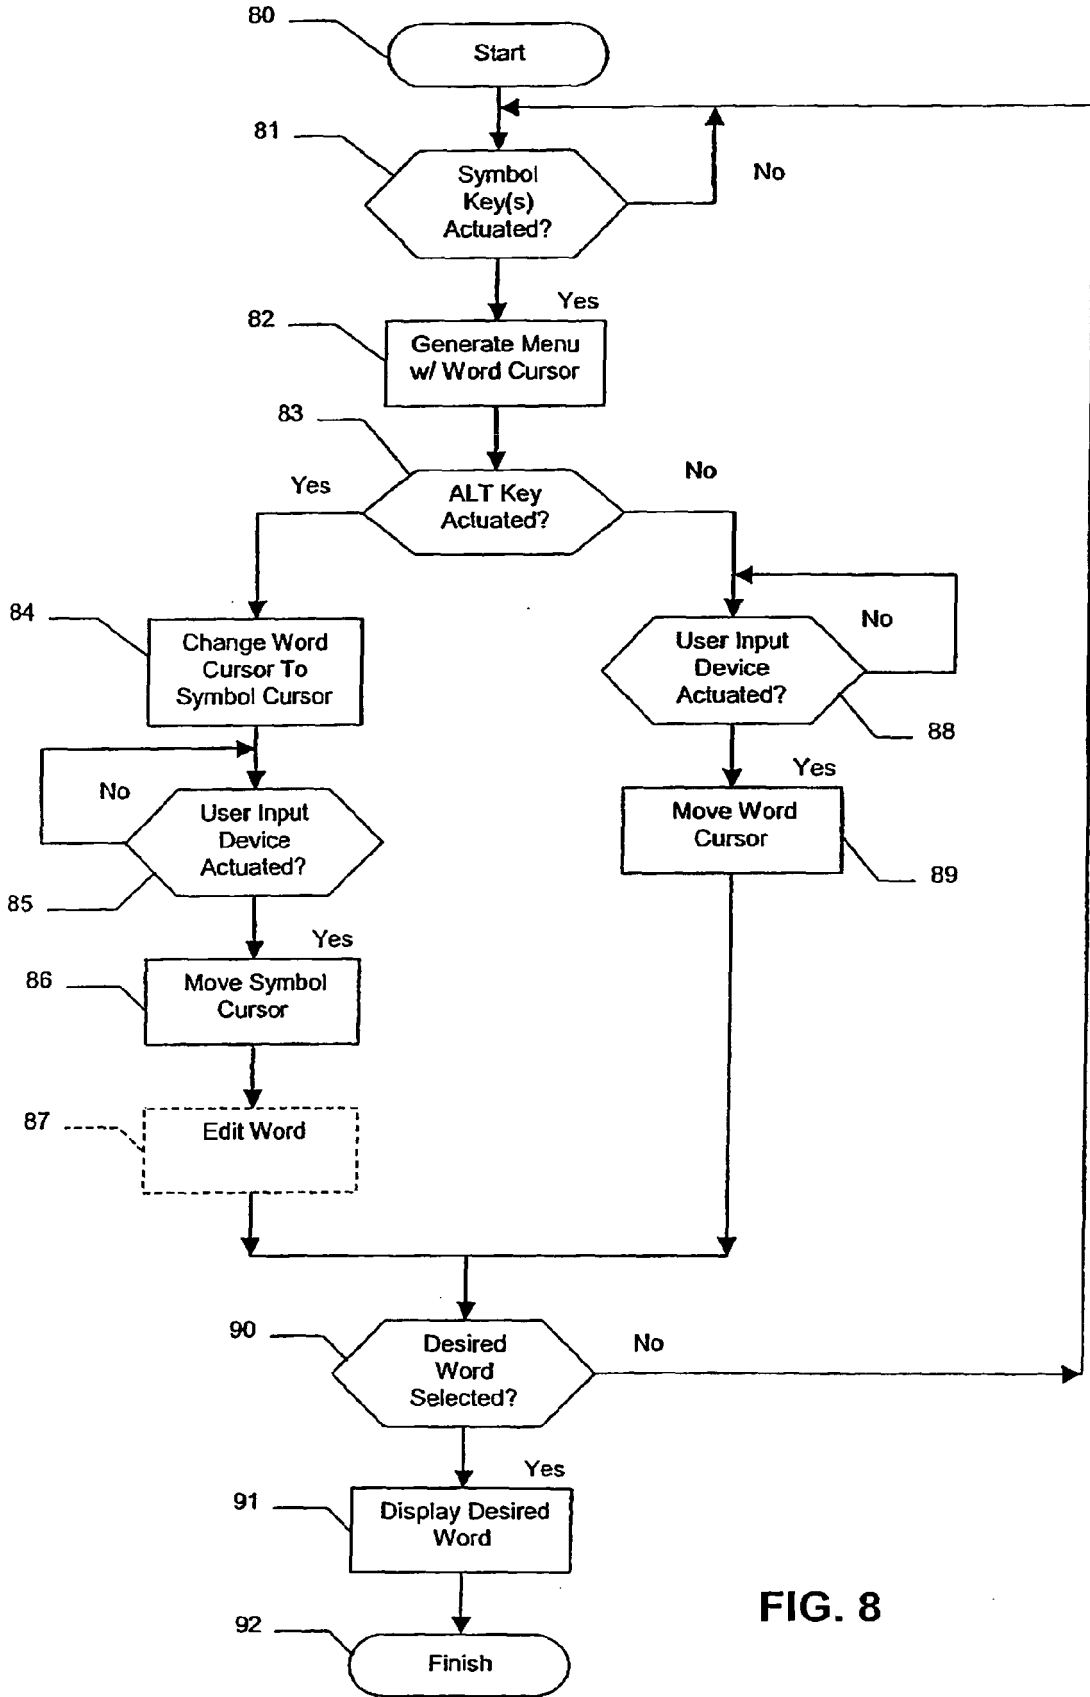 80
Start
81
Symbol
Key(s)
Actuated?
No
Yes
82
Generate Menu
w/ Word Cursor
83
Yes
ALT Key
Actuated?
No
84
Change Word
Cursor To
Symbol Cursor
No
User Input
Device
Actuated?
88
No
User Input
Device
Actuated?
85
Yes
Move Word
Cursor
89
Yes
86
Move Symbol
Cursor
87
Edit Word
90
Desired
Word
Selected?
No
Yes
91
Display Desired
Word
92
Finish
FIG. 8